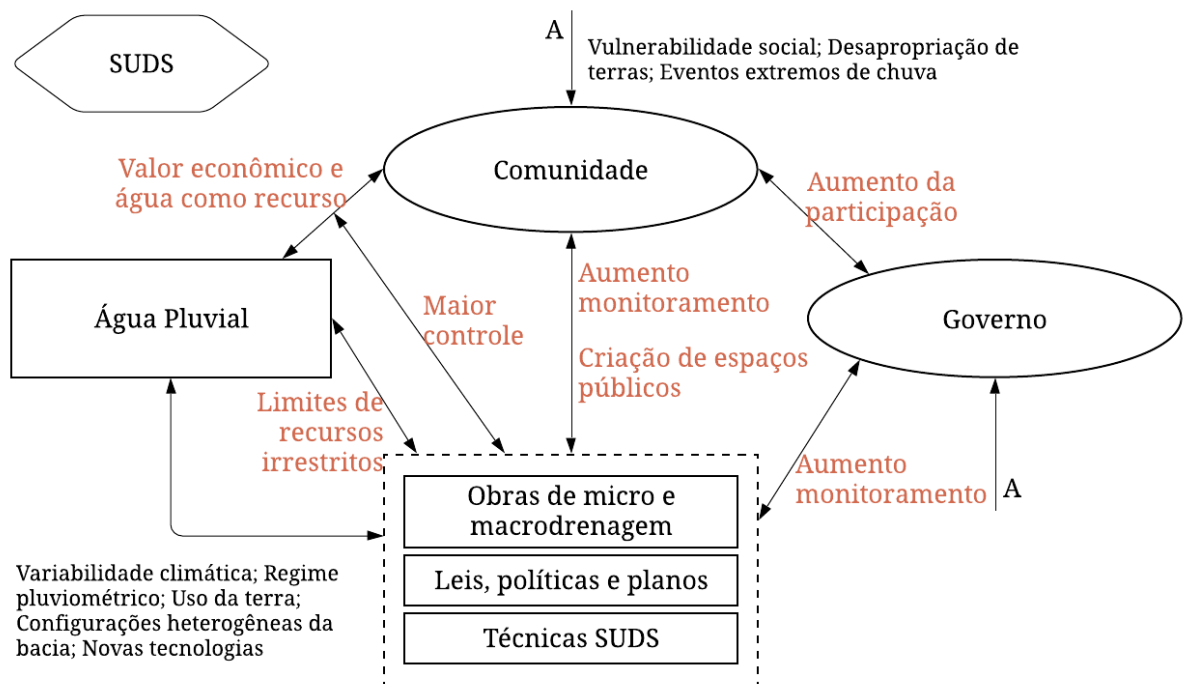 SUDS
A
Vulnerabilidade social; Desapropriação de
terras; Eventos extremos de chuva
Comunidade
Valor econômico e
água como recurso
Aumento da
participação
Água Pluvial
Aumento
monitoramento
Maior
controle
Governo
Criação de espaços
públicos
Limites de
recursos
irrestritos
Aumento
monitoramento
A
Obras de micro e
macrodrenagem
Leis, políticas e planos
Técnicas SUDS
Variabilidade climática; Regime
pluviométrico; Uso da terra;
Configurações heterogêneas da
bacia; Novas tecnologias